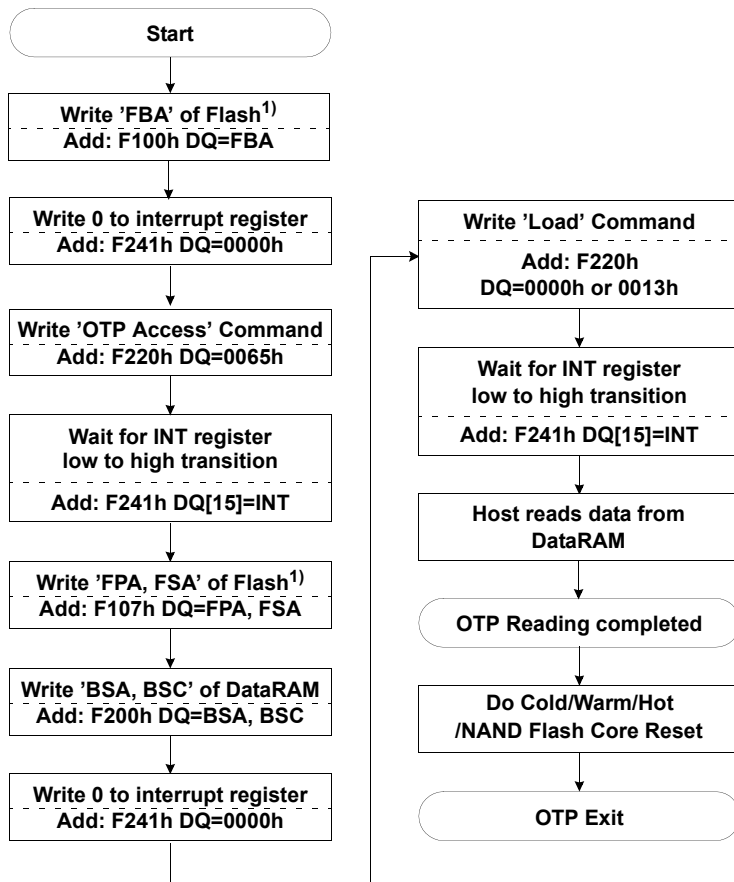 Start
Write ’FBA’ of Flash1)
Add: F100h DQ=FBA
Write 0 to interrupt register
Add: F241h DQ=0000h
Write ’OTP Access’ Command
Add: F220h DQ=0065h
Wait for INT register
low to high transition
Add: F241h DQ[15]=INT
Write ’FPA, FSA’ of Flash1)
Add: F107h DQ=FPA, FSA
Write ’BSA, BSC’ of DataRAM
Add: F200h DQ=BSA, BSC
Write 0 to interrupt register
Add: F241h DQ=0000h
Write ’Load’ Command
Add: F220h
DQ=0000h or 0013h
Wait for INT register
low to high transition
Add: F241h DQ[15]=INT
Host reads data from
DataRAM
OTP Reading completed
Do Cold/Warm/Hot
/NAND Flash Core Reset
OTP Exit